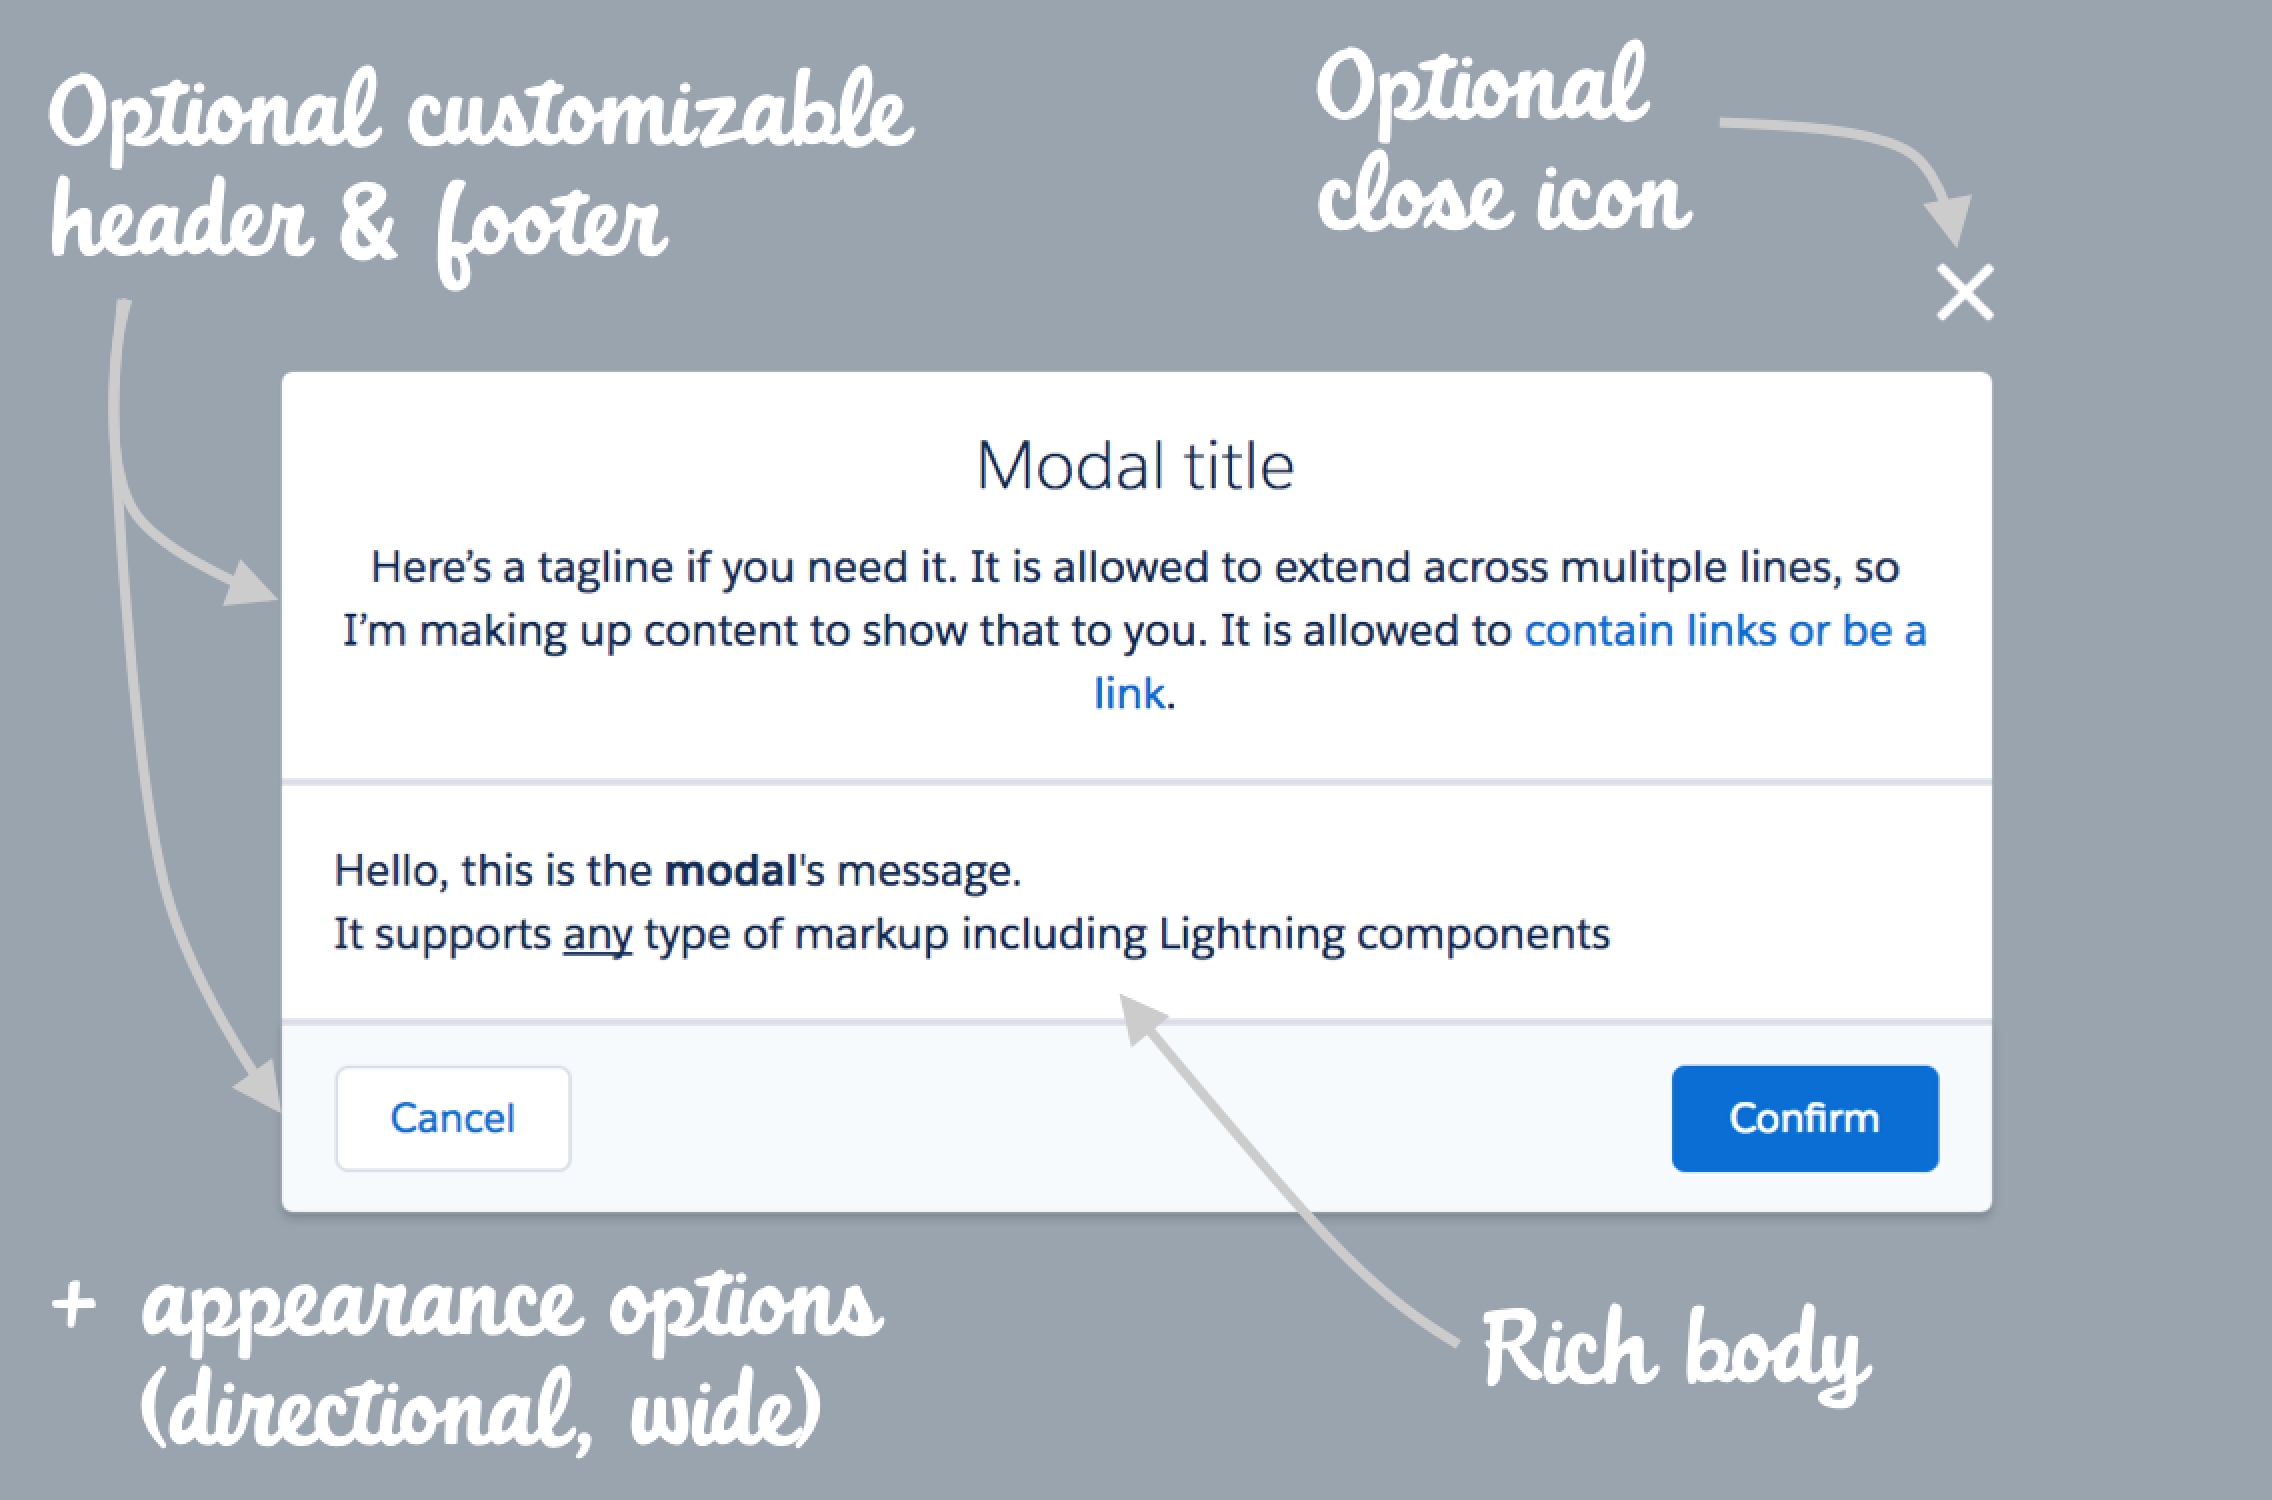 Optional customizable
header & footer
Optional
close icon
Modal title
Here’s a tagline if you need it. It is allowed to extend across mulitple lines, so
I’m making up content to show that to you. It is allowed to contain links or be a
link.
Hello, this is the modal's message.
It supports any type of markup including Lightning components
Cancel
Confirm
+ appearance options
(directional, wide)
Rich body